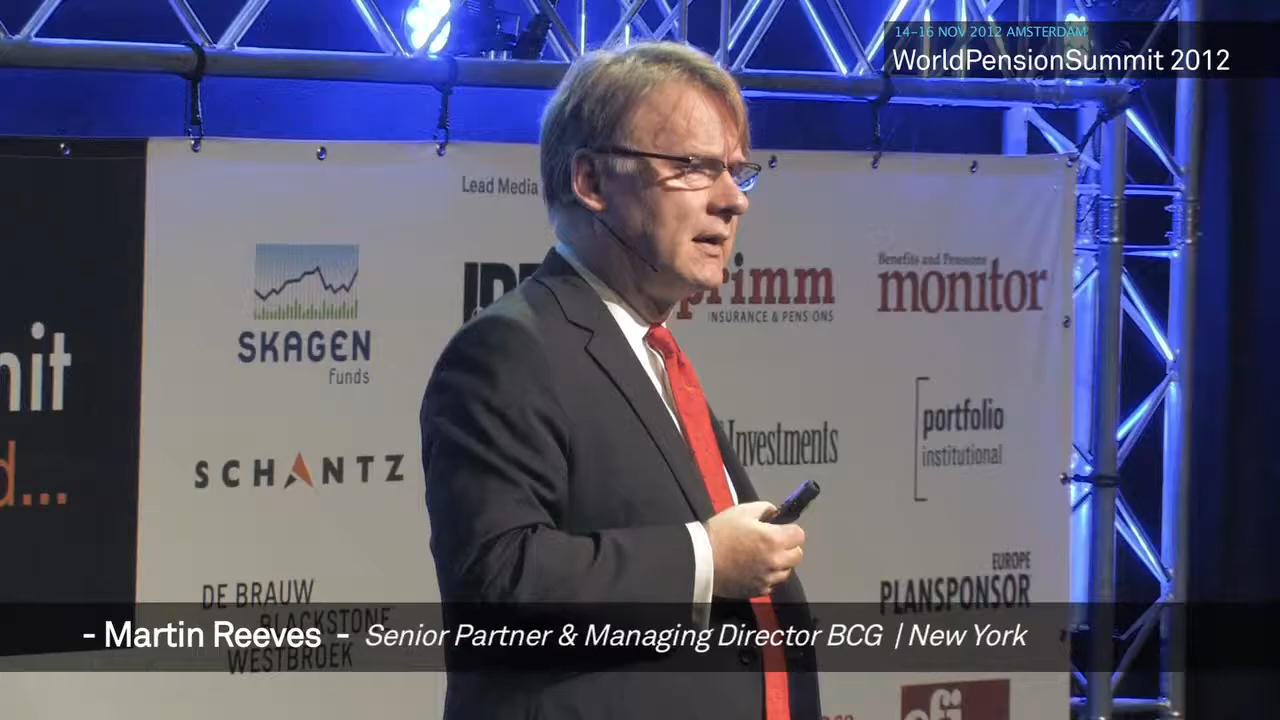 14-16 NOV 2012 AMSTERDAM
WorldPensionSummit 2012
Lead Media
SKAGEN
Funds
Benefits and Pensions
monitor
primm
INSURANCE & PENSIONS
SCHANTZ
Investments
portfolio
institutional
DE BRAUW
BLACKSTONE
WESTBROEK
EUROPE
PLANSPONSOR
- Martin Reeves - Senior Partner & Managing Director BCG | New York